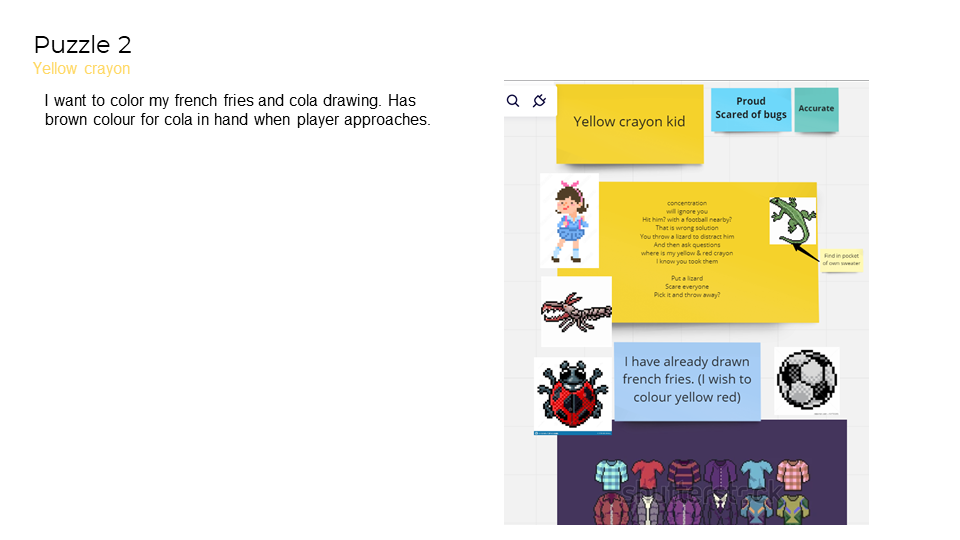 Puzzle 2
Yellow crayon
I want to color my french fries and cola drawing. Has
brown colour for cola in hand when player approaches.
Yellow crayon kid
Proud
Scared of bugs
Accurate
concentration
will ignore you
Hit him? with a football nearby?
That is wrong solution
You throw a lizard to distract him
And then ask questions
where is my yellow & red crayon
I know you took them
Put a lizard
Scare everyone
Pick it and throw away?
Find in pocket
of own sweater
I have already drawn
french fries. (I wish to
colour yellow red)
shutterstock